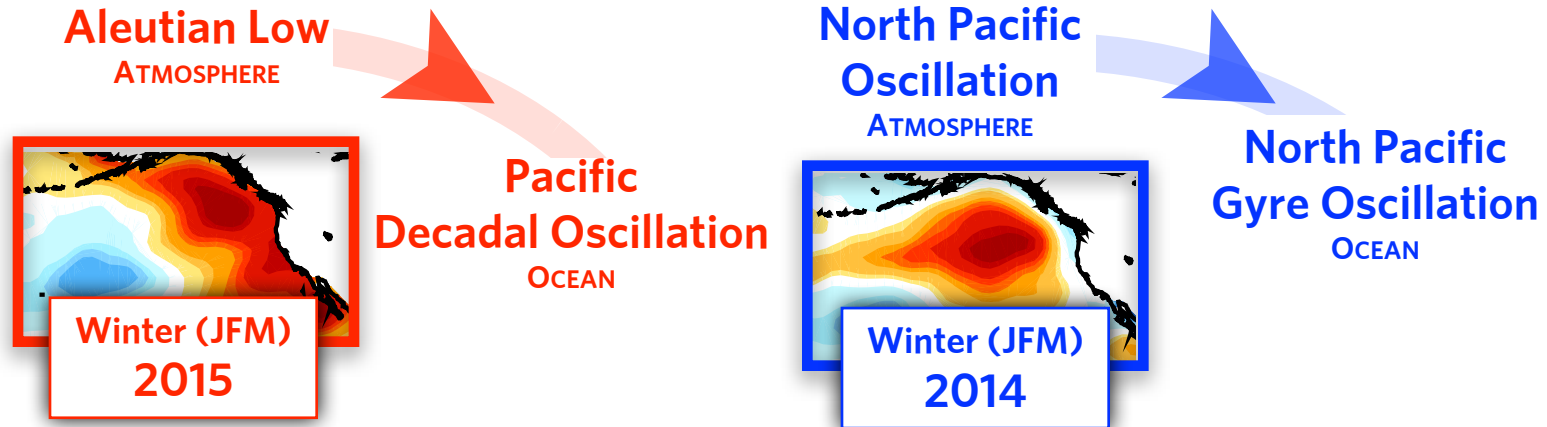 Aleutian Low
ATMOSPHERE
Pacific
Decadal Oscillation
OCEAN
Winter (JFM)
2015
North Pacific
Oscillation
ATMOSPHERE
North Pacific
Gyre Oscillation
OCEAN
Winter (JFM)
2014